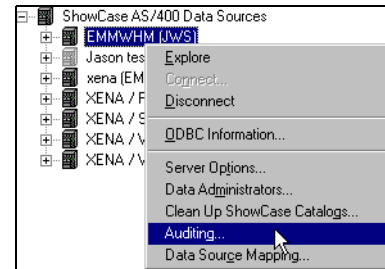 ShowCase AS/400 Data Sources
EMMWHM (JWS)
Jason tes
xena (EM
XENA / F
XENA / S
XENA / V
XENA / V
Explore
Connect...
Disconnect
ODBC Information...
Server Options...
Data Administrators...
Clean Up ShowCase Catalogs...
Auditing...
Data Source Mapping...